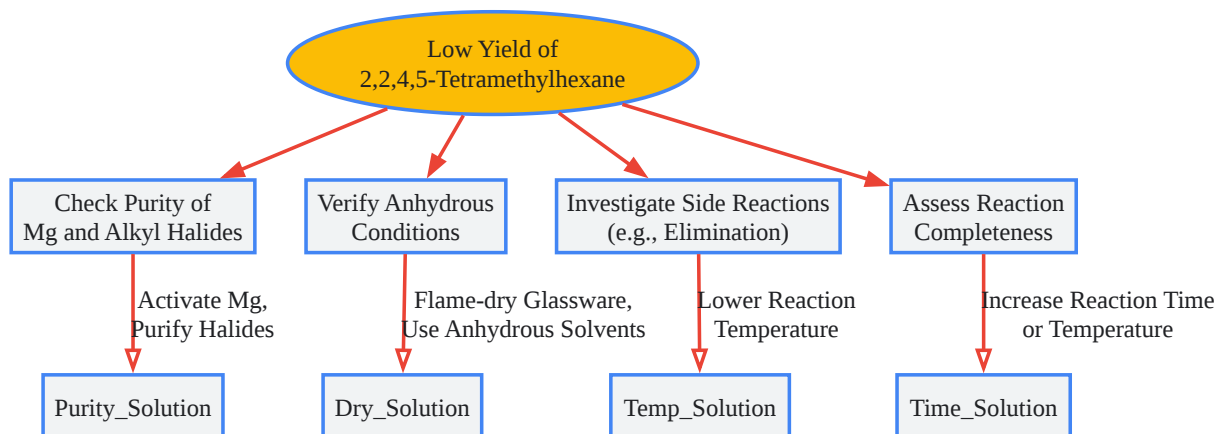 Low Yield of
2,2,4,5-Tetramethylhexane
Check Purity of
Mg and Alkyl Halides
Verify Anhydrous
Conditions
Investigate Side Reactions
(e.g., Elimination)
Assess Reaction
Completeness
Activate Mg,
Purify Halides
Flame-dry Glassware,
Use Anhydrous Solvents
Lower Reaction
Temperature
Increase Reaction Time
or Temperature
Purity_Solution
Dry_Solution
Temp_Solution
Time_Solution